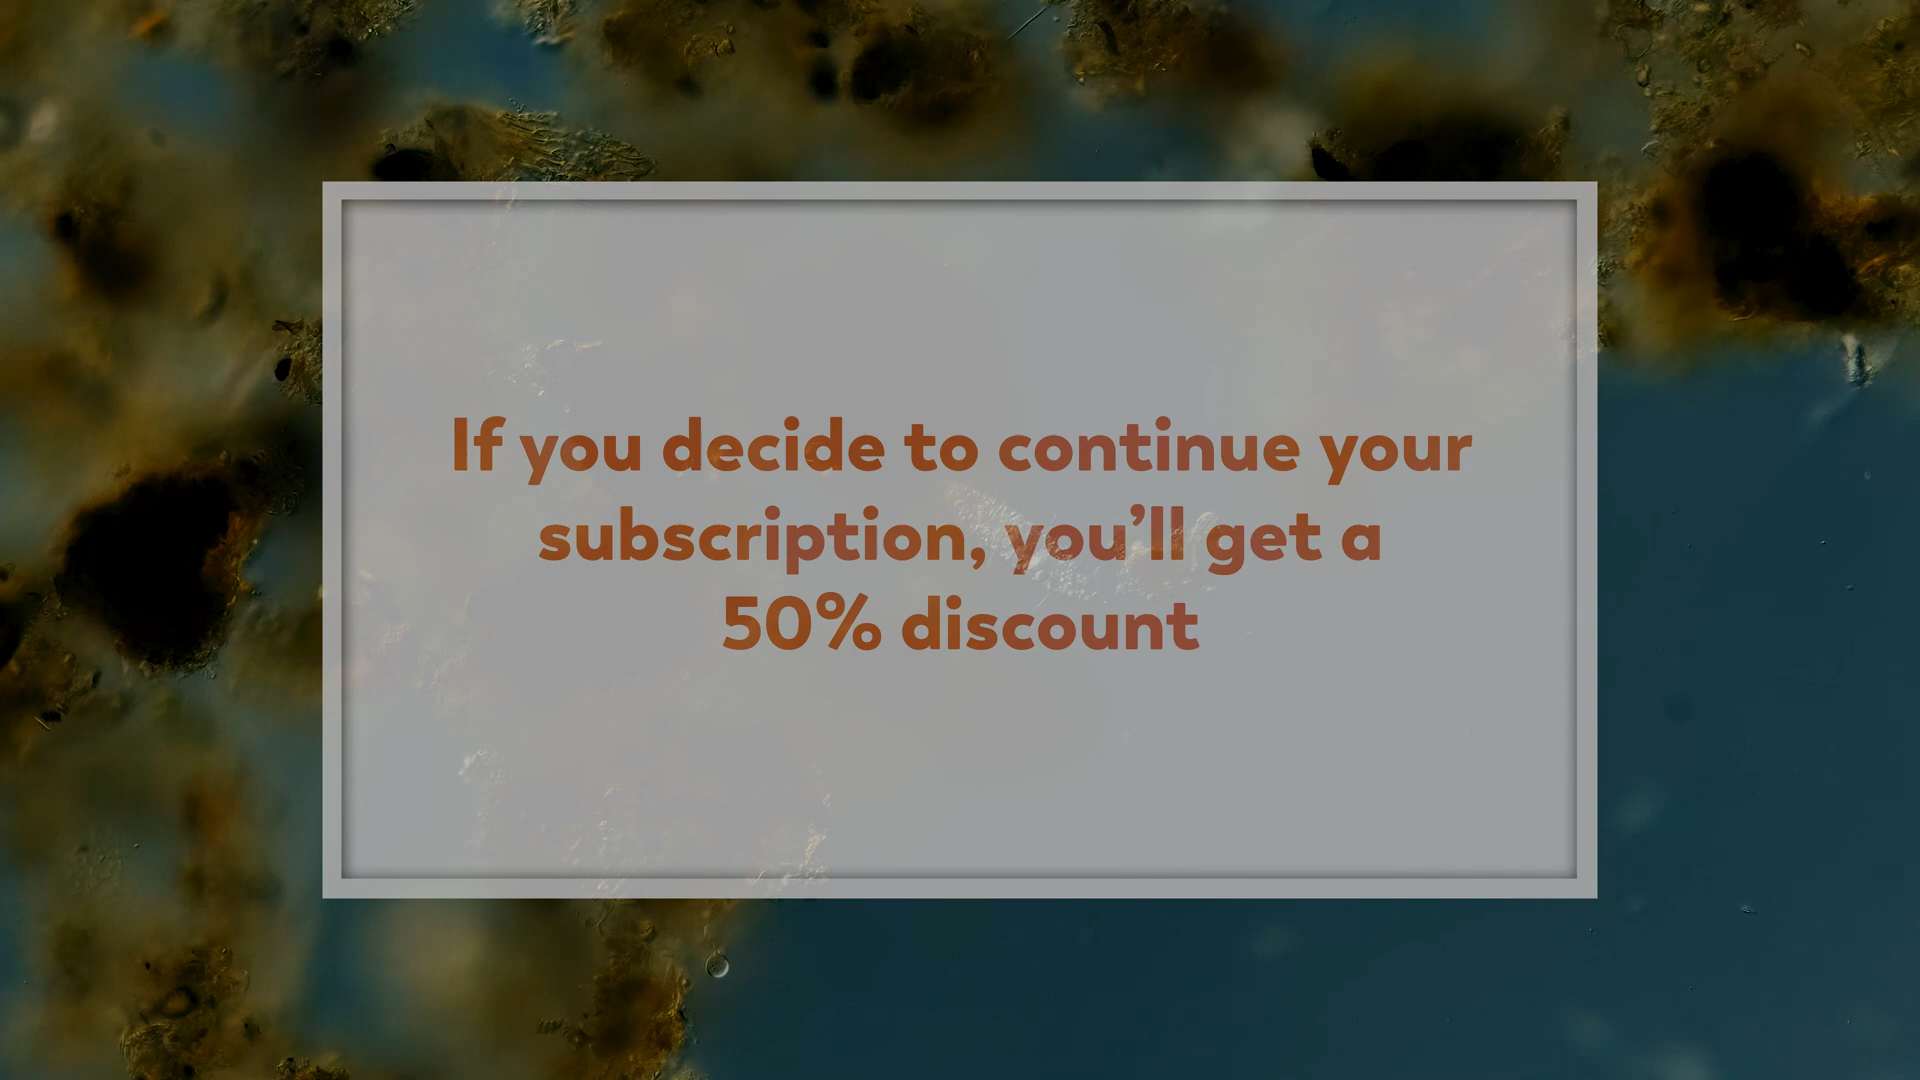 If you decide to continue your
subscription, you’ll get a
50% discount